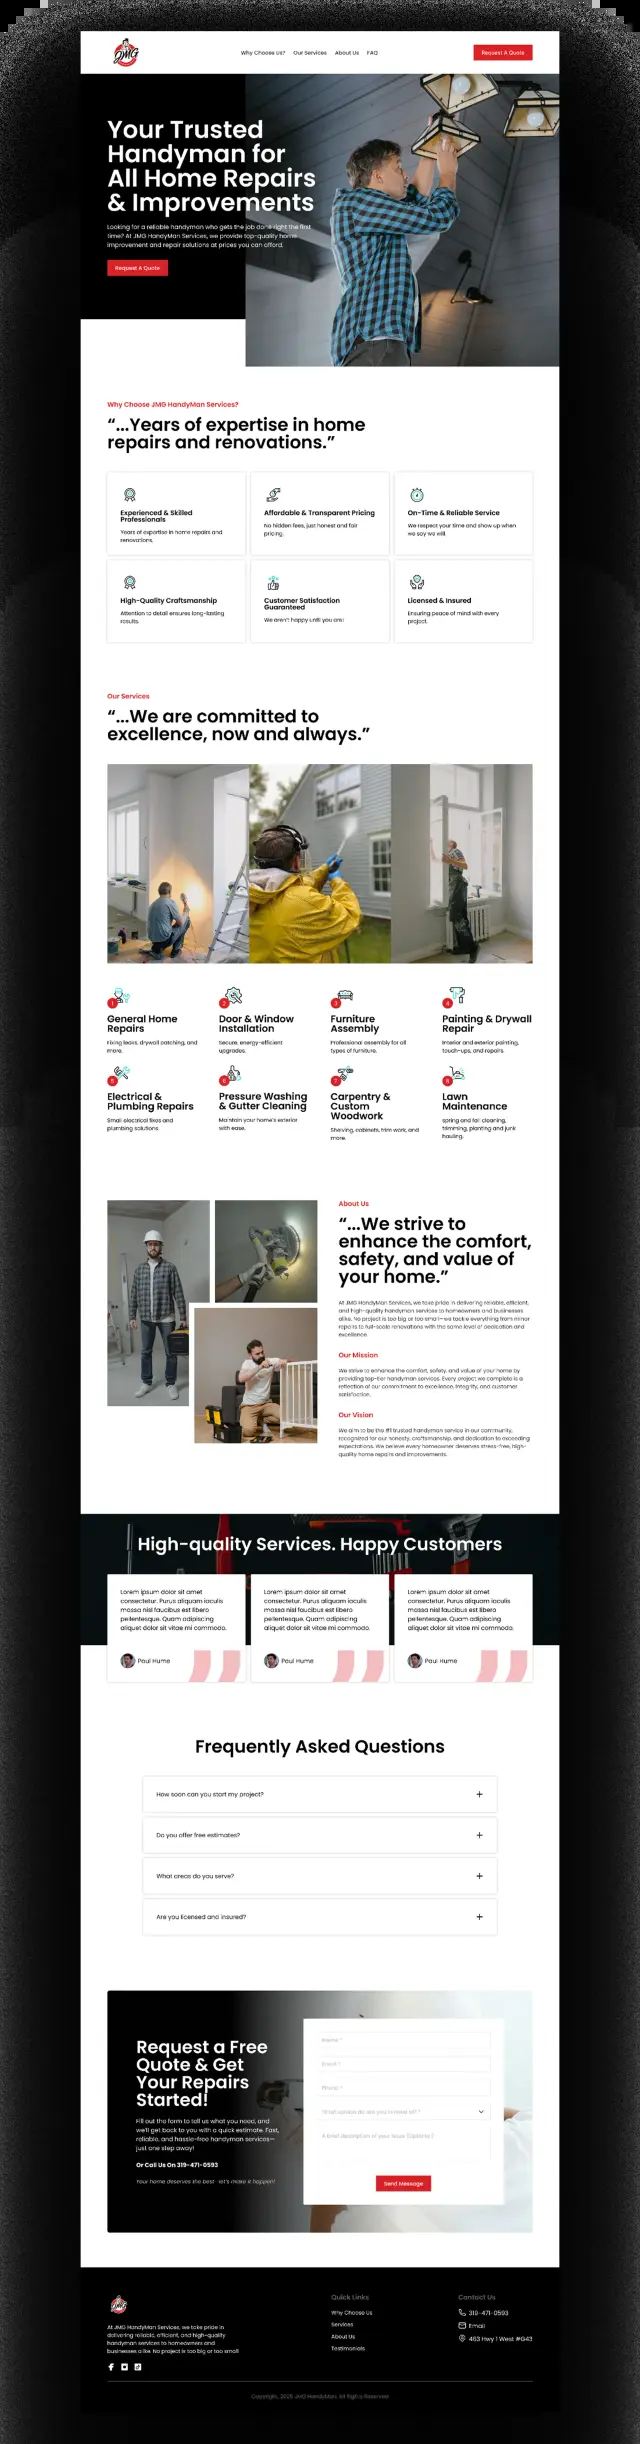 JMG
Why Choose Us?
Our Services
About Us
FAQ
Request A Quote
Your Trusted
Handyman for
All Home Repairs
& Improvements
Looking for a reliable handyman who gets the job done right the first
time? At JMG HandyMan Services, we provide top-quality home
improvement and repair solutions at prices you can afford.
Request A Quote
Why Choose JMG HandyMan Services?
“...Years of expertise in home
repairs and renovations.”
Experienced & Skilled
Professionals
Years of expertise in home repairs and
renovations.
Affordable & Transparent Pricing
No hidden fees, just honest and fair
pricing.
On-Time & Reliable Service
We respect your time and show up when
we say we will.
High-Quality Craftsmanship
Attention to detail ensures long-lasting
results.
Customer Satisfaction
Guaranteed
We aren't happy until you are!
Licensed & Insured
Ensuring peace of mind with every
project.
Our Services
“...We are committed to
excellence, now and always.”
1
General Home
Repairs
Fixing leaks, drywall patching, and
more.
2
Door & Window
Installation
Secure, energy-efficient
upgrades.
3
Furniture
Assembly
Professional assembly for all
types of furniture.
4
Painting & Drywall
Repair
Interior and exterior painting,
touch-ups, and repairs.
5
Electrical &
Plumbing Repairs
Small electrical fixes and
plumbing solutions.
6
Pressure Washing
& Gutter Cleaning
Maintain your home's exterior
with ease.
7
Carpentry &
Custom
Woodwork
Shelving, cabinets, trim work, and
more.
8
Lawn
Maintenance
spring and fall cleaning,
trimming, planting and junk
hauling.
About Us
“...We strive to
enhance the comfort,
safety, and value of
your home.”
At JMG HandyMan Services, we take pride in delivering reliable, efficient,
and high-quality handyman services to homeowners and businesses
alike. No project is too big or too small—we tackle everything from minor
repairs to full-scale renovations with the same level of dedication and
excellence.
Our Mission
We strive to enhance the comfort, safety, and value of your home by
providing top-tier handyman services. Every project we complete is a
reflection of our commitment to excellence, integrity, and customer
satisfaction.
Our Vision
We aim to be the #1 trusted handyman service in our community,
recognized for our honesty, craftsmanship, and dedication to exceeding
expectations. We believe every homeowner deserves stress-free, high-
quality home repairs and improvements.
High-quality Services. Happy Customers
Lorem ipsum dolor sit amet
consectetur. Purus aliquam iaculis
massa nisl faucibus est libero
pellentesque. Quam adipiscing
aliquet dolor sit vitae mi commodo.
Paul Hume
Lorem ipsum dolor sit amet
consectetur. Purus aliquam iaculis
massa nisl faucibus est libero
pellentesque. Quam adipiscing
aliquet dolor sit vitae mi commodo.
Paul Hume
Lorem ipsum dolor sit amet
consectetur. Purus aliquam iaculis
massa nisl faucibus est libero
pellentesque. Quam adipiscing
aliquet dolor sit vitae mi commodo.
Paul Hume
Frequently Asked Questions
How soon can you start my project?
Do you offer free estimates?
What areas do you serve?
Are you licensed and insured?
Request a Free
Quote & Get
Your Repairs
Started!
Fill out the form to tell us what you need, and
we'll get back to you with a quick estimate. Fast,
reliable, and hassle-free handyman services—
just one step away!
Or Call Us On 319-471-0593
Your home deserves the best- let's make it happen!
Name *
Email *
Phone *
What service do you in need of? *
A brief description of your issue (Optional)
Send Message
JMG
At JMG HandyMan Services, we take pride in
delivering reliable, efficient, and high-quality
handyman services to homeowners and
businesses alike. No project is too big or too small
Quick Links
Why Choose Us
Services
About Us
Testimonials
Contact Us
319-471-0593
Email
463 Hwy 1 West #G43
Copyright, 2025 JMG HandyMan. All Rights Reserved